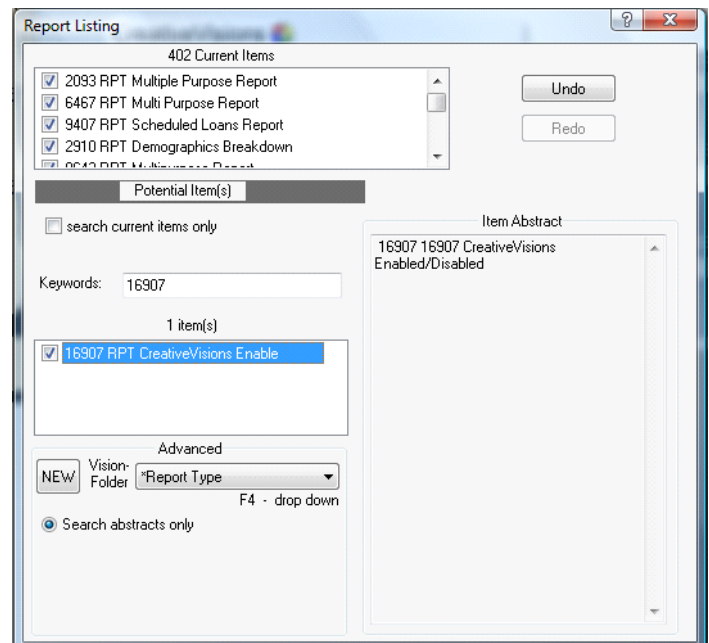 Report Listing
402 Current Items
2093 RPT Multiple Purpose Report
6467 RPT Multi Purpose Report
9407 RPT Scheduled Loans Report
2910 RPT Demographics Breakdown
Undo
Redo
Potential Item(s)
search current items only
Keywords: 16907
1 item(s)
16907 RPT CreativeVisions Enable
Advanced
NEW
Vision-
Folder
*Report Type
F4 - drop down
Search abstracts only
Item Abstract
16907 16907 CreativeVisions
Enabled/Disabled